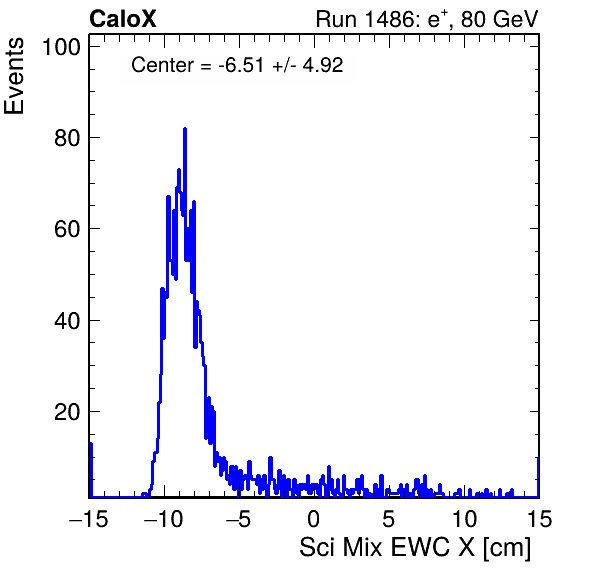 CaloX Run 1486: e⁺, 80 GeV
Center = -6.51 +/- 4.92
Events
100
80
60
40
20
−15 −10 −5 0 5 10 15
Sci Mix EWC X [cm]